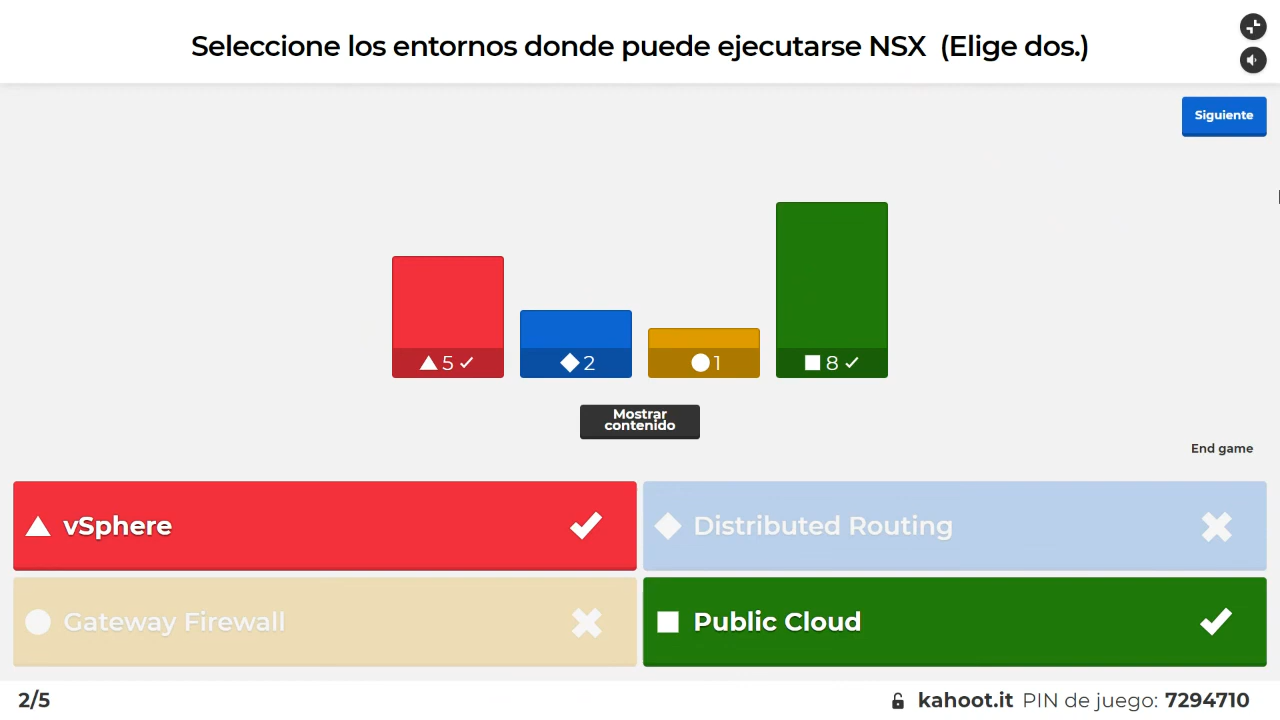 Seleccione los entornos donde puede ejecutarse NSX (Elige dos.)
Siguiente
5
2
1
8
Mostrar
contenido
End game
vSphere
Distributed Routing
Gateway Firewall
Public Cloud
2/5
kahoot.it PIN de juego: 7294710